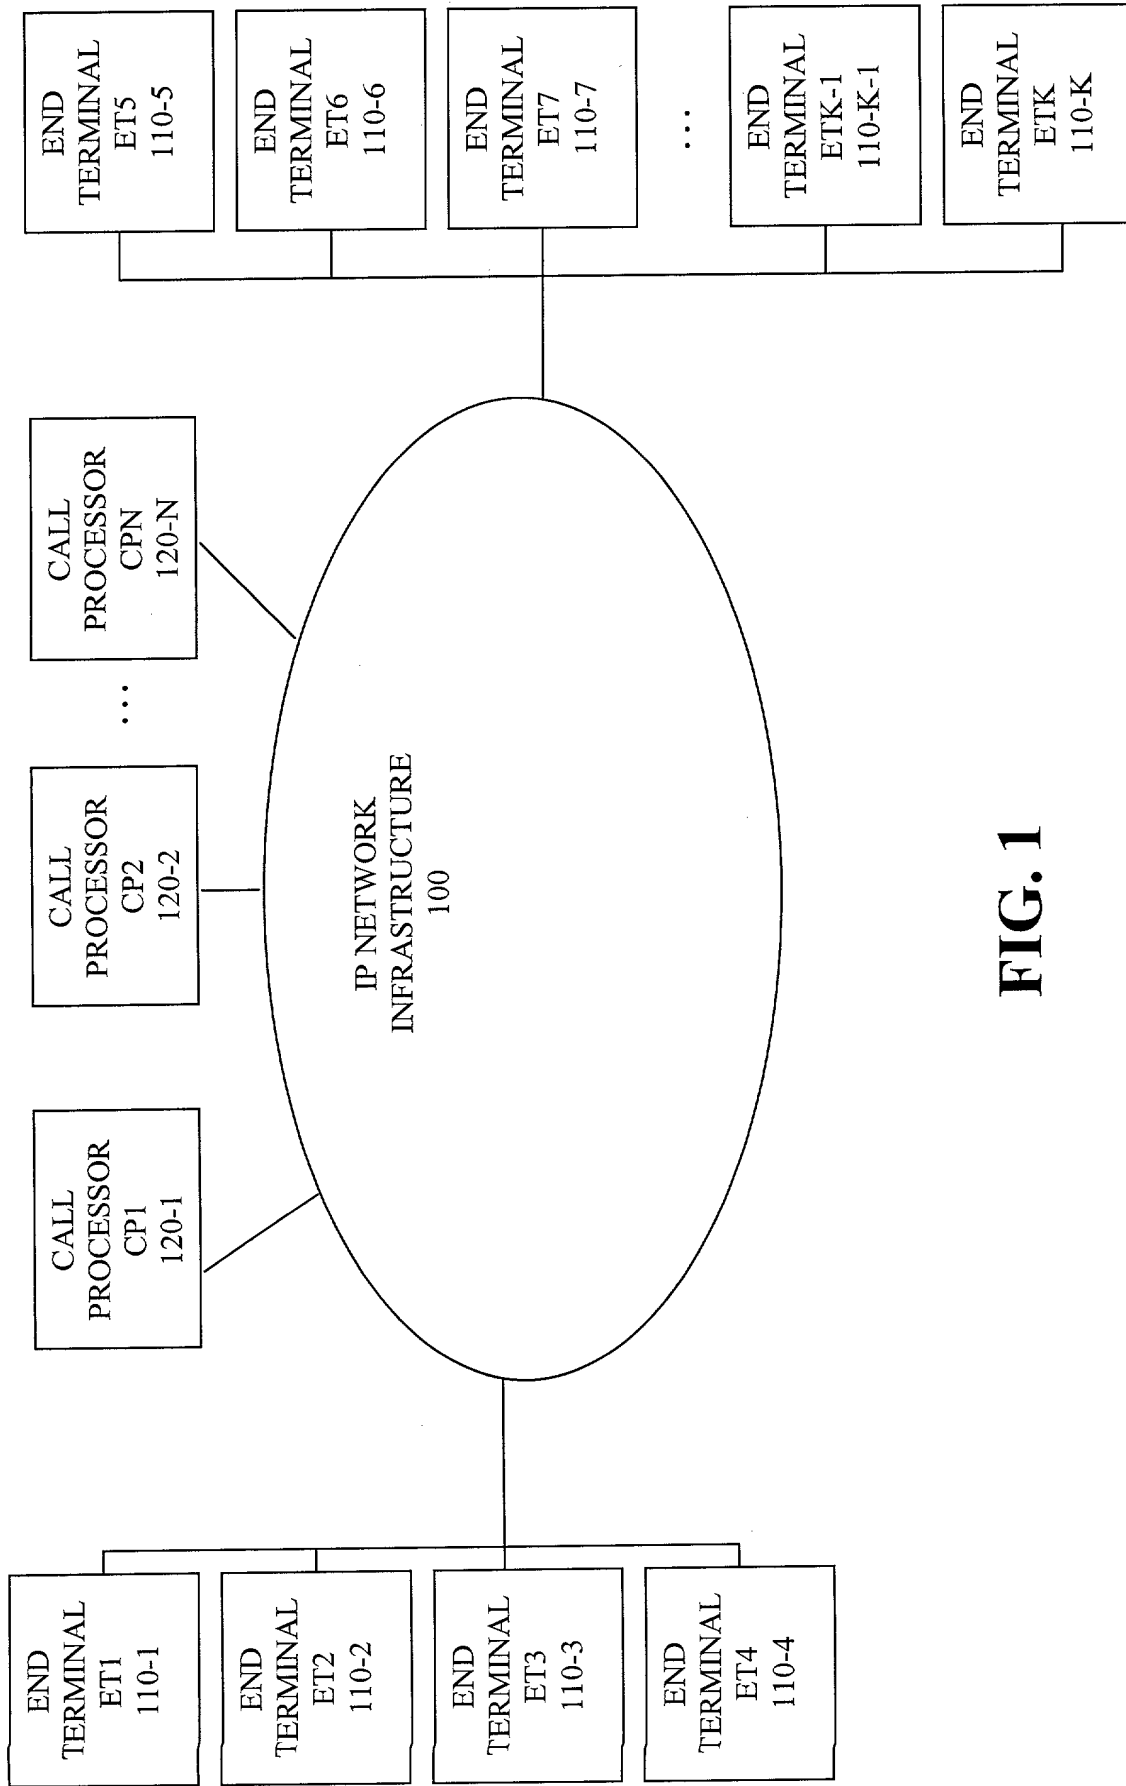 END
TERMINAL
ET1
110-1
END
TERMINAL
ET2
110-2
END
TERMINAL
ET3
110-3
END
TERMINAL
ET4
110-4
CALL
PROCESSOR
CP1
120-1
CALL
PROCESSOR
CP2
120-2
...
CALL
PROCESSOR
CPN
120-N
IP NETWORK
INFRASTRUCTURE
100
END
TERMINAL
ET5
110-5
END
TERMINAL
ET6
110-6
END
TERMINAL
ET7
110-7
...
END
TERMINAL
ETK-1
110-K-1
END
TERMINAL
ETK
110-K
FIG. 1